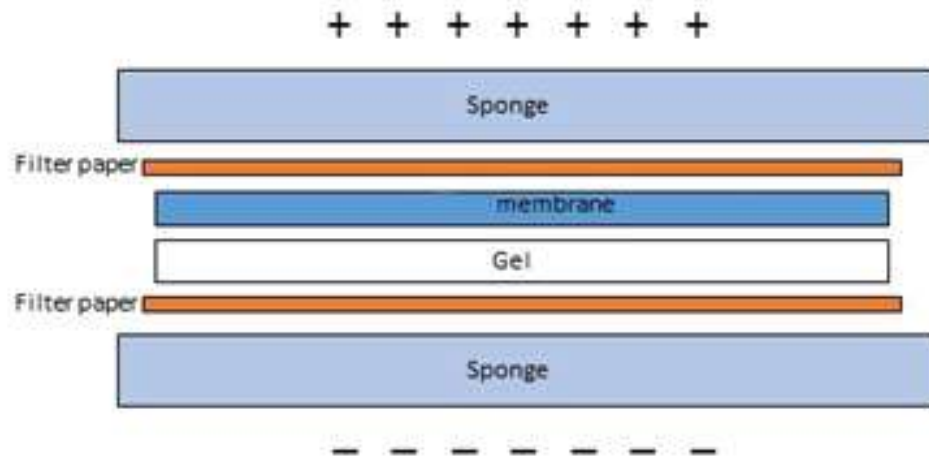 + + + + + + +
Sponge
Filter paper
membrane
Gel
Filter paper
Sponge
– – – – – – –